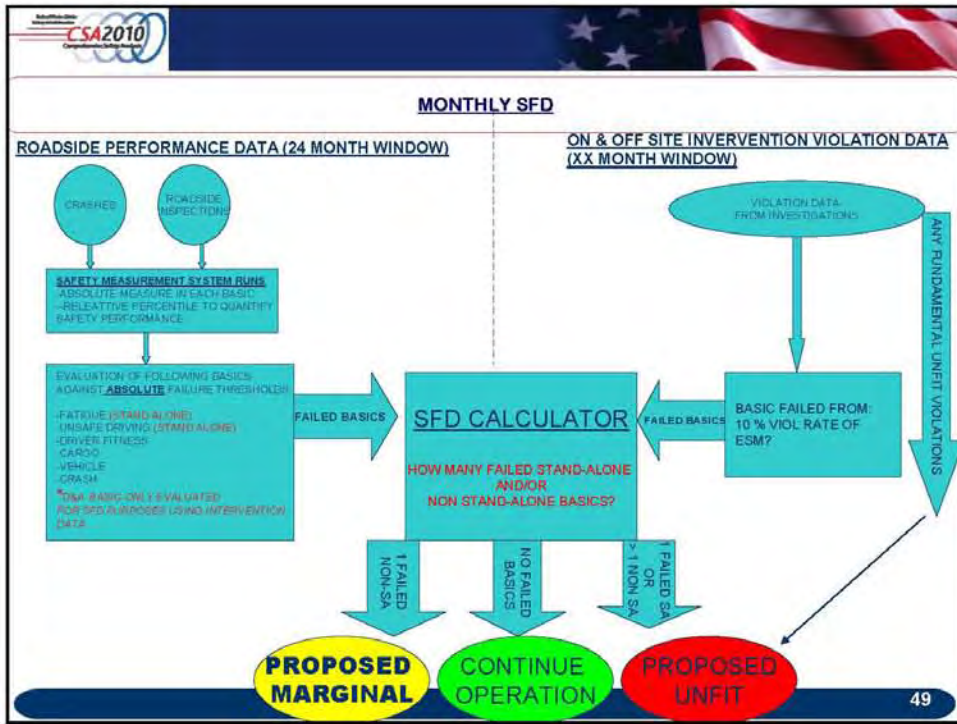 CSA2010
Comprehensive Safety Analysis
MONTHLY SFD
ROADSIDE PERFORMANCE DATA (24 MONTH WINDOW)
ON & OFF SITE INVERVENTION VIOLATION DATA
(XX MONTH WINDOW)
CRASHES
ROADSIDE
INSPECTIONS
VIOLATION DATA
FROM INVESTIGATIONS
ANY FUNDAMENTAL UNFIT VIOLATIONS
SAFETY MEASUREMENT SYSTEM RUNS
-ABSOLUTE MEASURE IN EACH BASIC
--RELEATTIVE PERCENTILE TO QUANTIFY
SAFETY PERFORMANCE
EVALUATION OF FOLLOWING BASICS
AGAINST ABSOLUTE FAILURE THRESHOLDS
-FATIGUE (STAND ALONE)
-UNSAFE DRIVING (STAND ALONE)
-DRIVER FITNESS
-CARGO
-VEHICLE
-CRASH
*D&A BASIC ONLY EVALUATED
FOR SFD PURPOSES USING INTERVENTION
DATA
FAILED BASICS
SFD CALCULATOR
HOW MANY FAILED STAND-ALONE
AND/OR
NON STAND-ALONE BASICS?
FAILED BASICS
BASIC FAILED FROM:
10 % VIOL RATE OF
ESM?
1 FAILED
NON-SA
NO FAILED
BASICS
1 FAILED SA
OR
> 1 NON SA
PROPOSED
MARGINAL
CONTINUE
OPERATION
PROPOSED
UNFIT
49